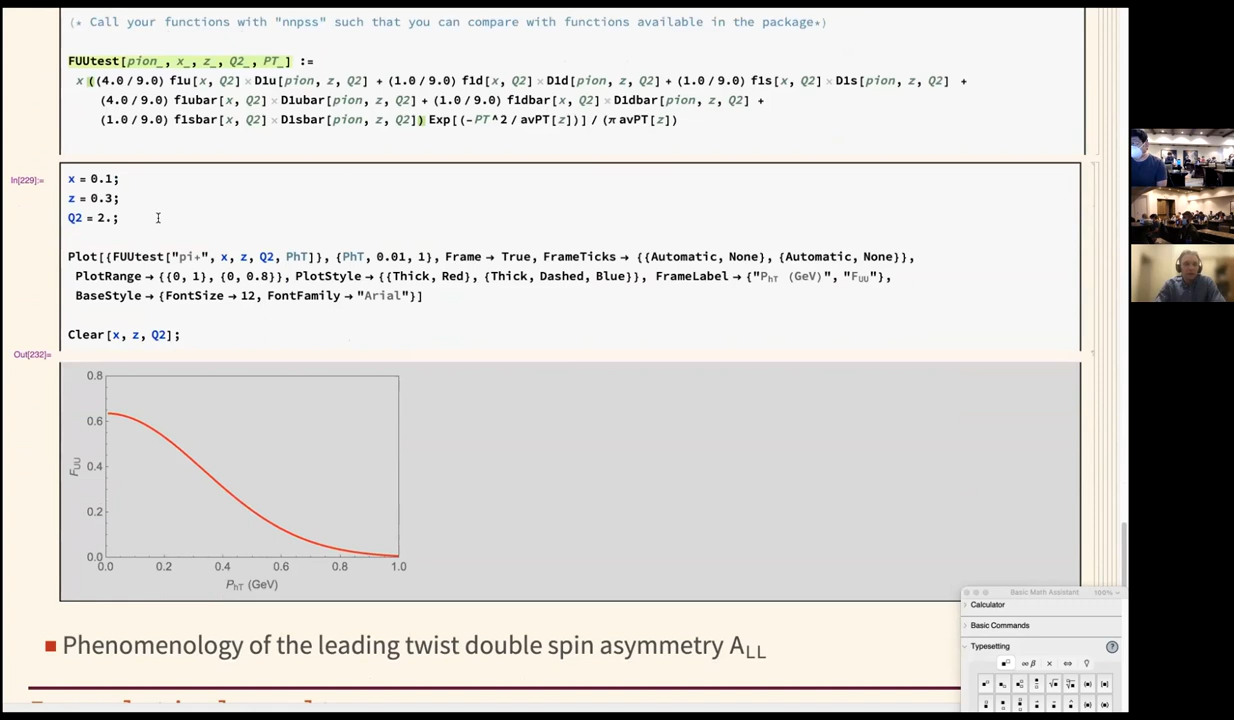 (* Call your functions with "nnpss" such that you can compare with functions available in the package*)
FUUtest[pion_, x_, z_, Q2_, PT_] :=
x ((4.0 / 9.0) f1u[x, Q2] × D1u[pion, z, Q2] + (1.0 / 9.0) f1d[x, Q2] × D1d[pion, z, Q2] + (1.0 / 9.0) f1s[x, Q2] × D1s[pion, z, Q2] +
(4.0 / 9.0) f1ubar[x, Q2] × D1ubar[pion, z, Q2] + (1.0 / 9.0) f1dbar[x, Q2] × D1dbar[pion, z, Q2] +
(1.0 / 9.0) f1sbar[x, Q2] × D1sbar[pion, z, Q2]) Exp[(-PT^2 / avPT[z])] / (π avPT[z])
In[229]:=
x = 0.1;
z = 0.3;
Q2 = 2.;
Plot[{FUUtest["pi+", x, z, Q2, PhT]}, {PhT, 0.01, 1}, Frame → True, FrameTicks → {{Automatic, None}, {Automatic, None}},
PlotRange → {{0, 1}, {0, 0.8}}, PlotStyle → {{Thick, Red}, {Thick, Dashed, Blue}}, FrameLabel → {"PhT (GeV)", "FUU"},
BaseStyle → {FontSize → 12, FontFamily → "Arial"}]
Clear[x, z, Q2];
Out[232]=
0.8
0.6
0.4
0.2
0.0
FUU
0.0 0.2 0.4 0.6 0.8 1.0
PhT (GeV)
■ Phenomenology of the leading twist double spin asymmetry ALL
Basic Math Assistant 100%
Calculator
Basic Commands
Typesetting